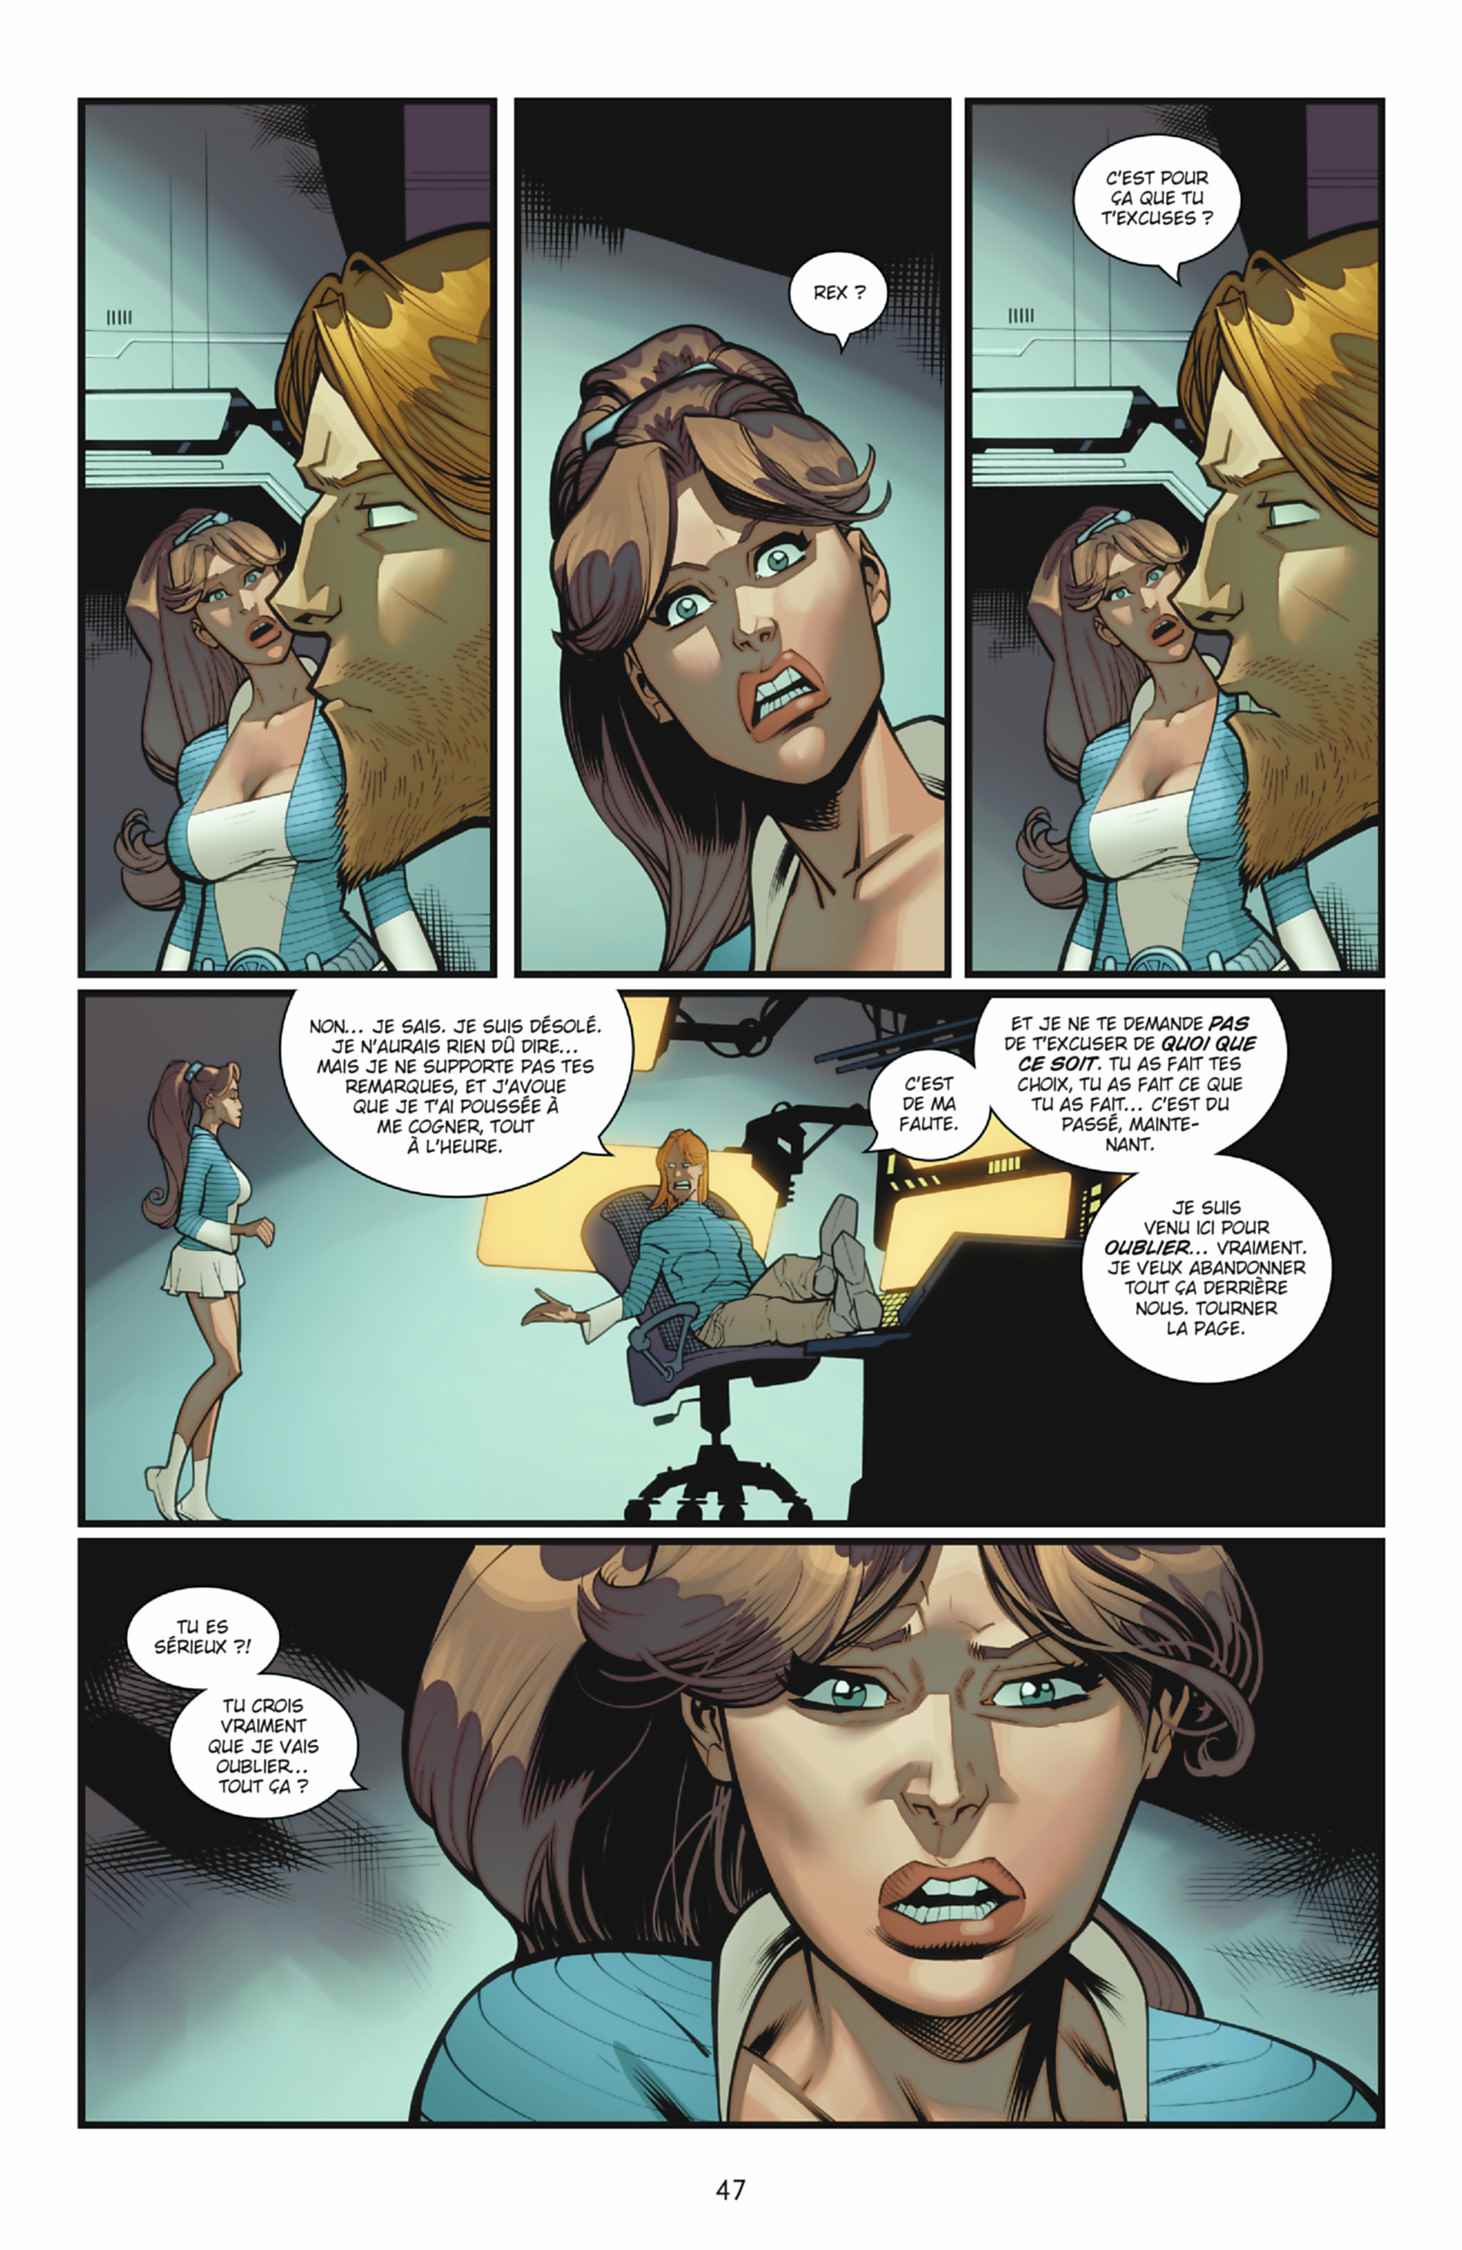 REX ?
C'EST POUR
ÇA QUE TU
T'EXCUSES ?
NON... JE SAIS. JE SUIS DÉSOLÉ.
JE N'AURAIS RIEN DÛ DIRE...
MAIS JE NE SUPPORTE PAS TES
REMARQUES, ET J'AVOUE
QUE JE T'AI POUSSÉE À
ME COGNER, TOUT
À L'HEURE.
C'EST
DE MA
FAUTE.
ET JE NE TE DEMANDE PAS
DE T'EXCUSER DE QUOI QUE
CE SOIT. TU AS FAIT TES
CHOIX, TU AS FAIT CE QUE
TU AS FAIT... C'EST DU
PASSÉ, MAINTE-
NANT.
JE SUIS
VENU ICI POUR
OUBLIER... VRAIMENT.
JE VEUX ABANDONNER
TOUT ÇA DERRIÈRE
NOUS. TOURNER
LA PAGE.
TU ES
SÉRIEUX ?!
TU CROIS
VRAIMENT
QUE JE VAIS
OUBLIER...
TOUT ÇA ?
47